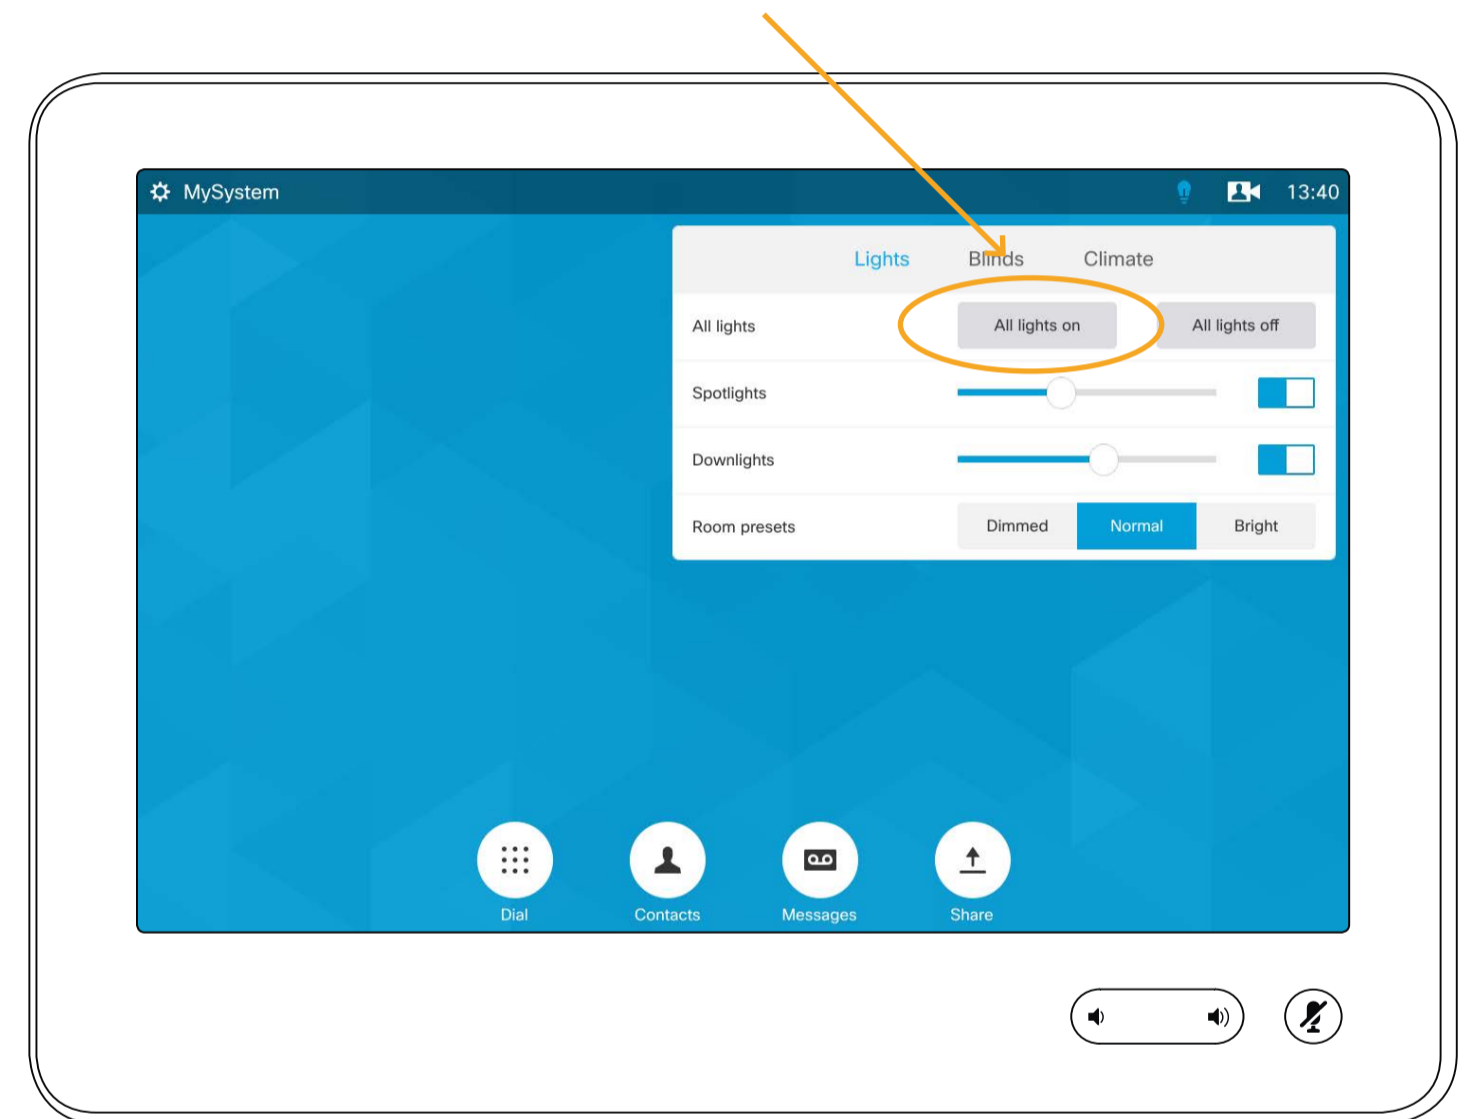 MySystem 13:40
Lights Blinds Climate
All lights All lights on All lights off
Spotlights
Downlights
Room presets Dimmed Normal Bright
Dial Contacts Messages Share